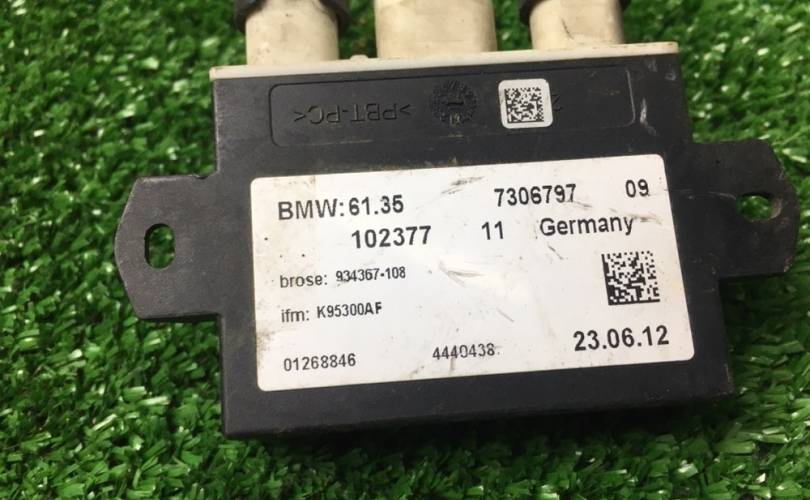 >PBT-PC<
BMW:61.35 7306797 09
102377 11 Germany
brose: 934367-108
ifm: K95300AF
01268846 4440438 23.06.12